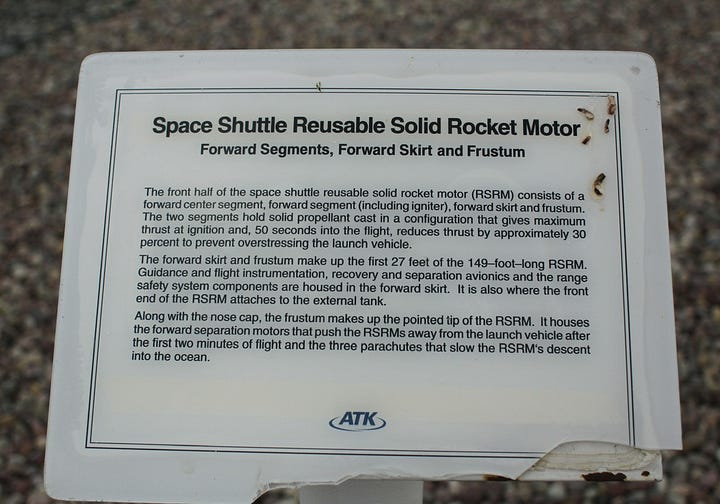 Space Shuttle Reusable Solid Rocket Motor
Forward Segments, Forward Skirt and Frustum
The front half of the space shuttle reusable solid rocket motor (RSRM) consists of a
forward center segment, forward segment (including igniter), forward skirt and frustum.
The two segments hold solid propellant cast in a configuration that gives maximum
thrust at ignition and, 50 seconds into the flight, reduces thrust by approximately 30
percent to prevent overstressing the launch vehicle.
The forward skirt and frustum make up the first 27 feet of the 149–foot–long RSRM.
Guidance and flight instrumentation, recovery and separation avionics and the range
safety system components are housed in the forward skirt. It is also where the front
end of the RSRM attaches to the external tank.
Along with the nose cap, the frustum makes up the pointed tip of the RSRM. It houses
the forward separation motors that push the RSRMs away from the launch vehicle after
the first two minutes of flight and the three parachutes that slow the RSRM's descent
into the ocean.
ATK